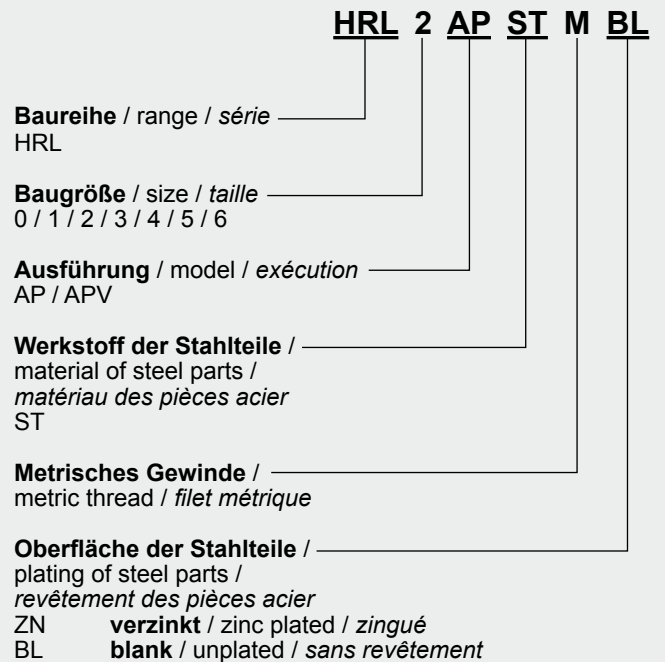 HRL 2 AP ST M BL
Baureihe / range / série
HRL
Baugröße / size / taille
0 / 1 / 2 / 3 / 4 / 5 / 6
Ausführung / model / exécution
AP / APV
Werkstoff der Stahlteile /
material of steel parts /
matériau des pièces acier
ST
Metrisches Gewinde /
metric thread / filet métrique
Oberfläche der Stahlteile /
plating of steel parts /
revêtement des pièces acier
ZN verzinkt / zinc plated / zingué
BL blank / unplated / sans revêtement